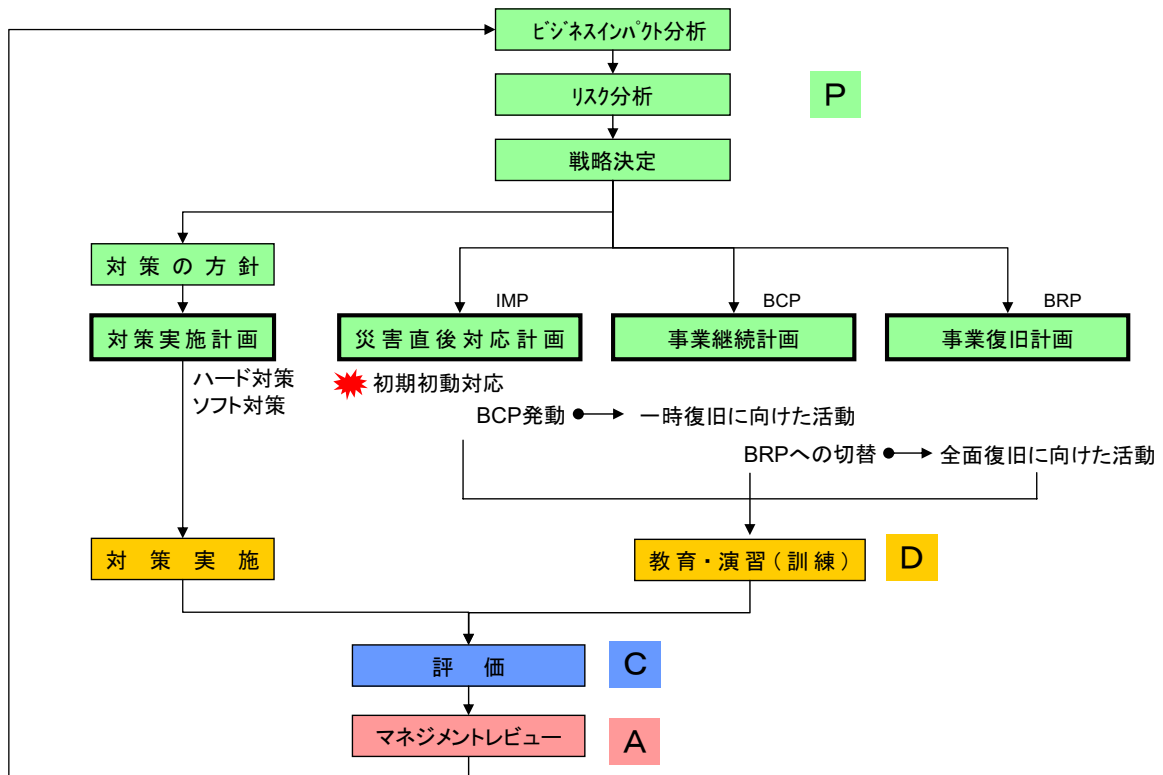 ビジネスインパクト分析
リスク分析
P
戦略決定
対策の方針
IMP
BCP
BRP
対策実施計画
災害直後対応計画
事業継続計画
事業復旧計画
ハード対策
ソフト対策
初期初動対応
BCP発動
一時復旧に向けた活動
BRPへの切替
全面復旧に向けた活動
対策実施
教育・演習(訓練)
D
評価
C
マネジメントレビュー
A